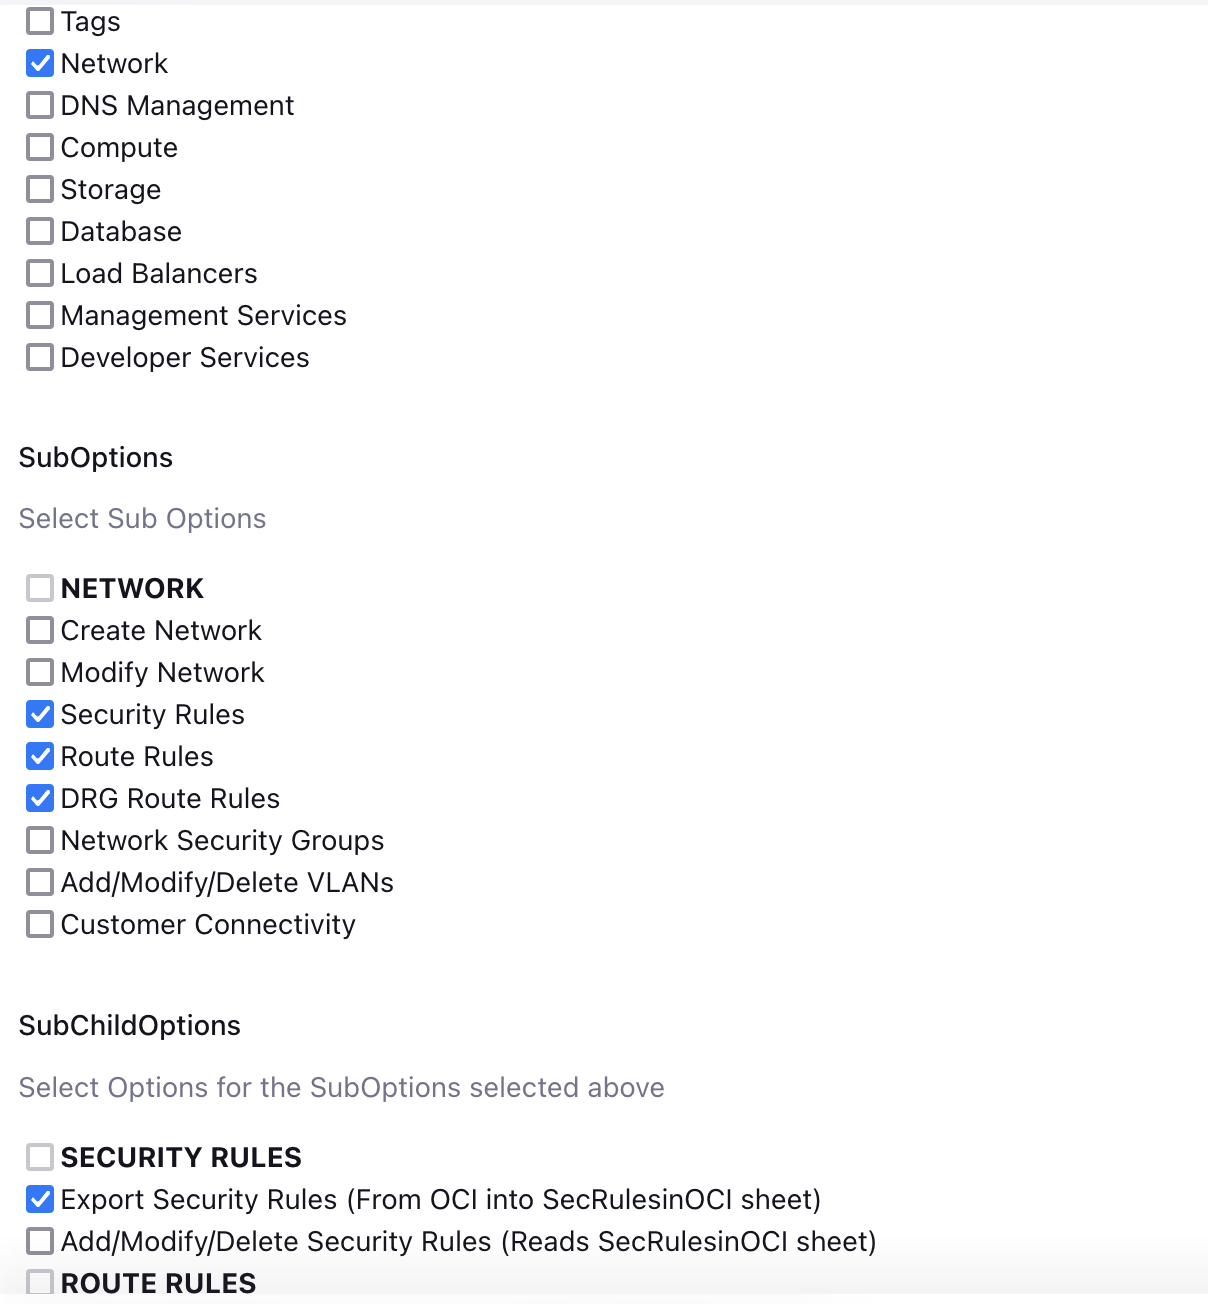 Tags
Network
DNS Management
Compute
Storage
Database
Load Balancers
Management Services
Developer Services
SubOptions
Select Sub Options
NETWORK
Create Network
Modify Network
Security Rules
Route Rules
DRG Route Rules
Network Security Groups
Add/Modify/Delete VLANs
Customer Connectivity
SubChildOptions
Select Options for the SubOptions selected above
SECURITY RULES
Export Security Rules (From OCI into SecRulesinOCI sheet)
Add/Modify/Delete Security Rules (Reads SecRulesinOCI sheet)
ROUTE RULES